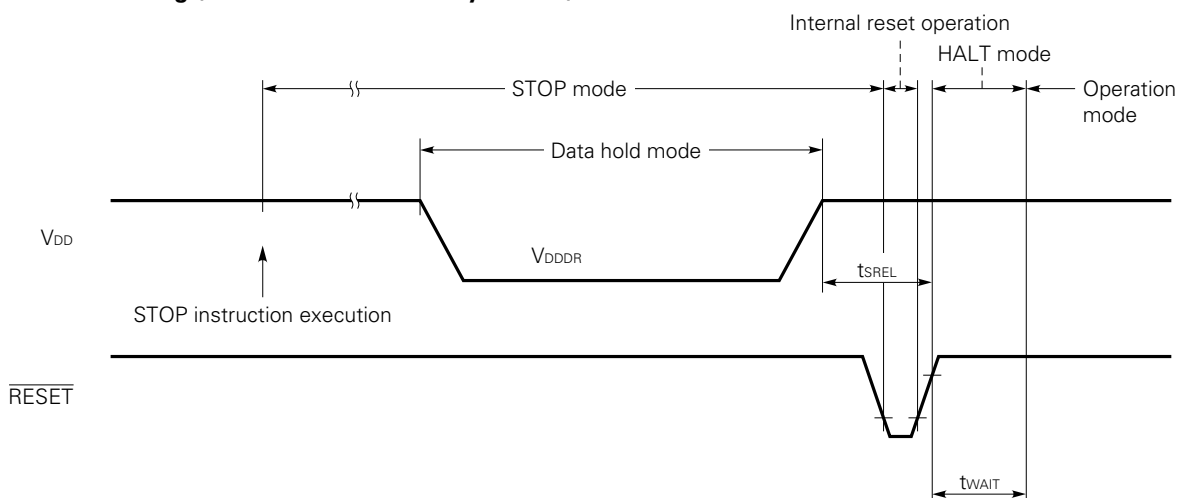 Internal reset operation
HALT mode
STOP mode
Operation
mode
Data hold mode
VDD
VDDDR
tSREL
STOP instruction execution
RESET
tWAIT